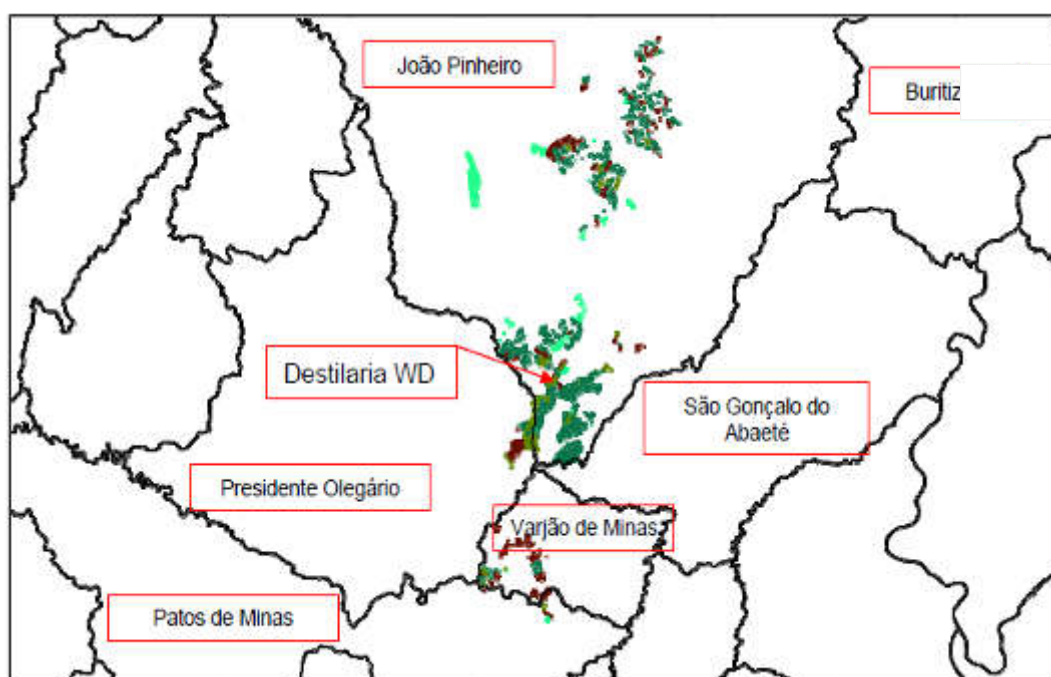 João Pinheiro
Destilaria WD
São Gonçalo do
Abaeté
Presidente Olegário
Varjão de Minas
Patos de Minas